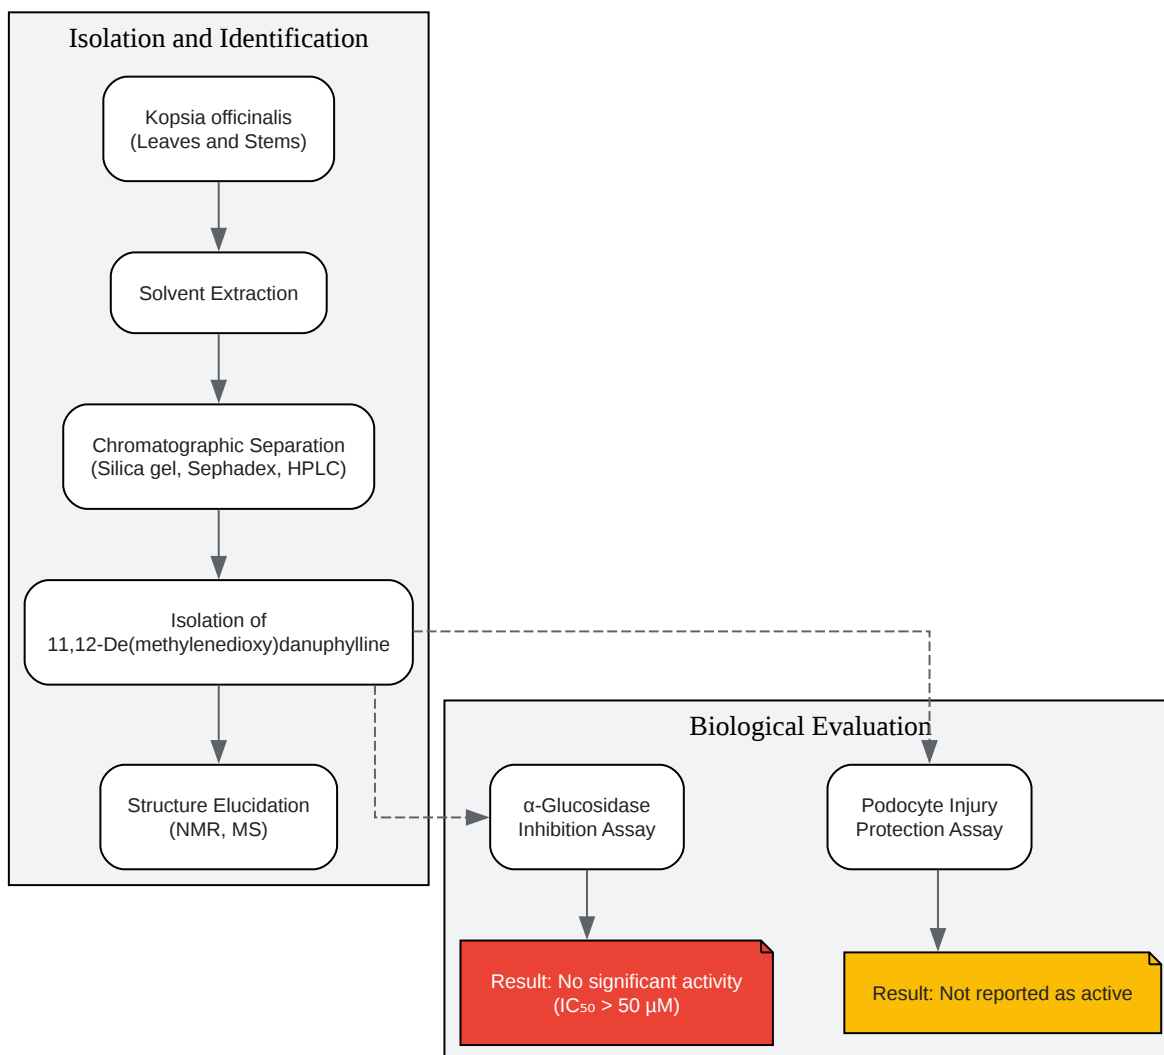 Isolation and Identification
Kopsia officinalis
(Leaves and Stems)
Solvent Extraction
Chromatographic Separation
(Silica gel, Sephadex, HPLC)
Isolation of
11,12-De(methylenedioxy)danuphylline
Structure Elucidation
(NMR, MS)
Biological Evaluation
α-Glucosidase
Inhibition Assay
Podocyte Injury
Protection Assay
Result: No significant activity
(IC₅₀ > 50 µM)
Result: Not reported as active